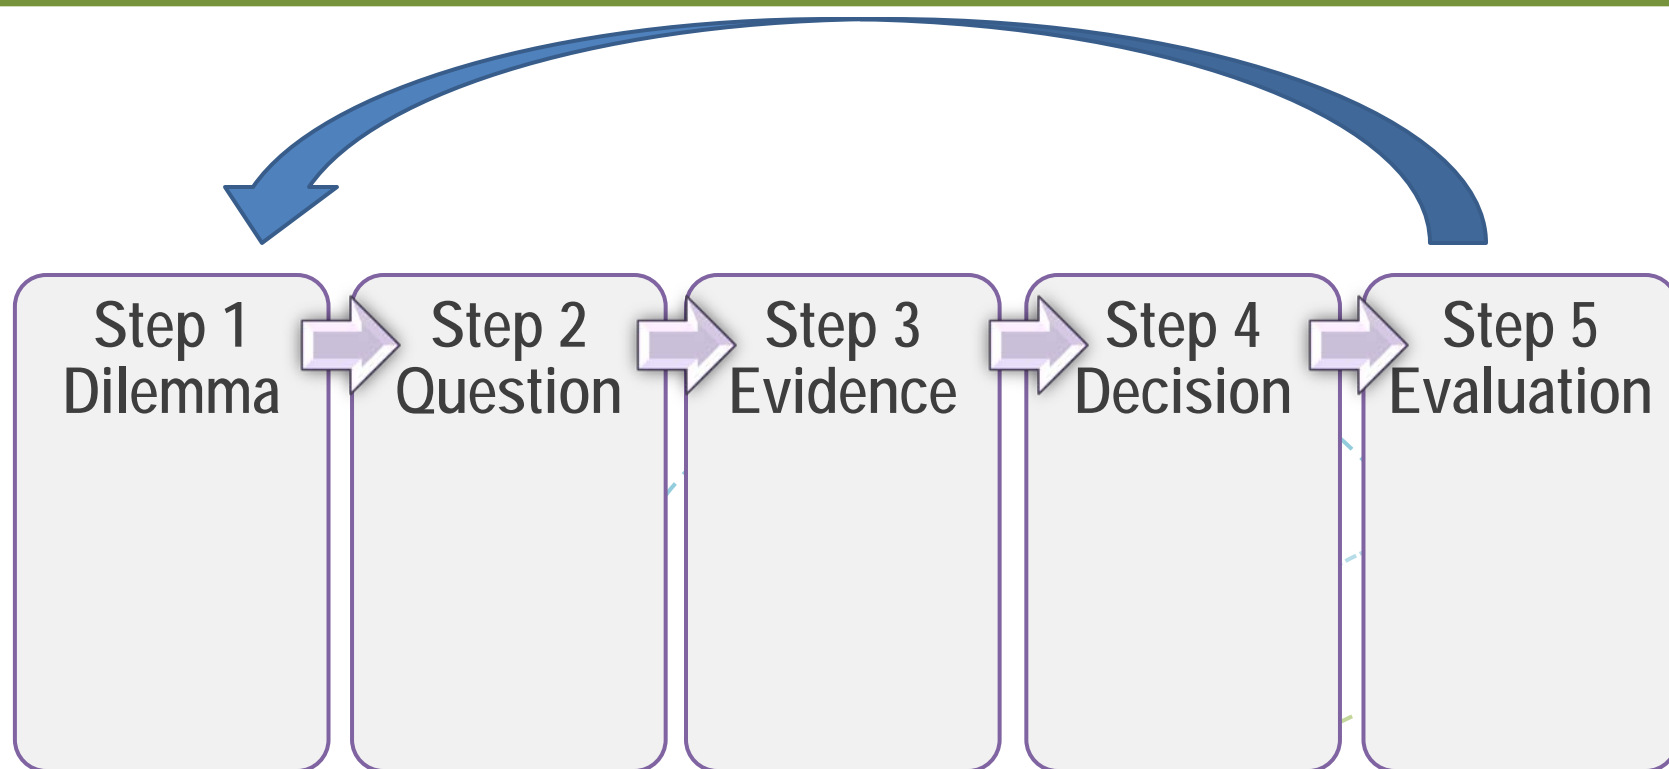 Step 1
Dilemma
Step 2
Question
Step 3
Evidence
Step 4
Decision
Step 5
Evaluation